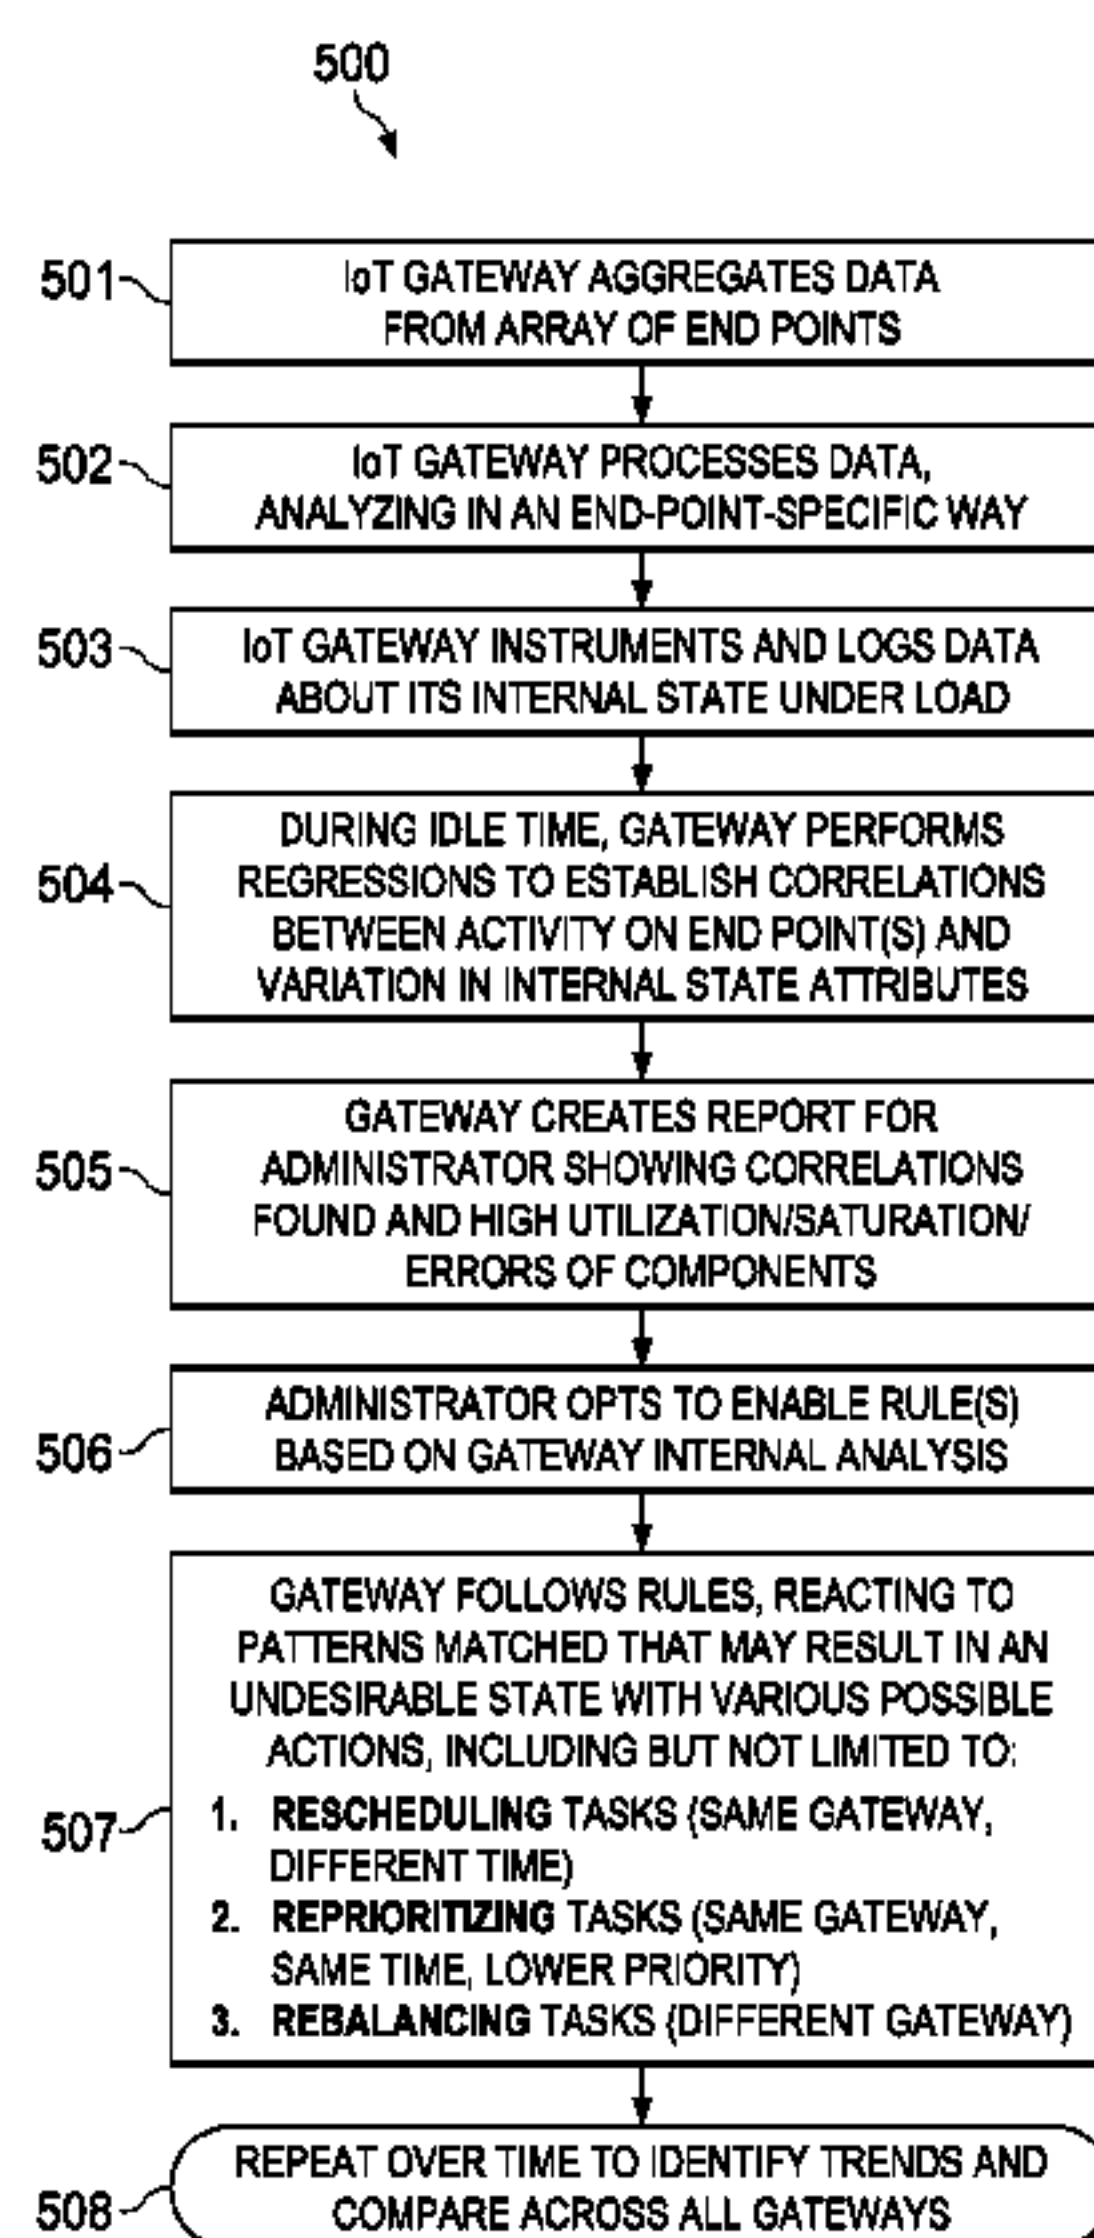 500
501
IoT GATEWAY AGGREGATES DATA
FROM ARRAY OF END POINTS
502
IoT GATEWAY PROCESSES DATA,
ANALYZING IN AN END-POINT-SPECIFIC WAY
503
IoT GATEWAY INSTRUMENTS AND LOGS DATA
ABOUT ITS INTERNAL STATE UNDER LOAD
504
DURING IDLE TIME, GATEWAY PERFORMS
REGRESSIONS TO ESTABLISH CORRELATIONS
BETWEEN ACTIVITY ON END POINT(S) AND
VARIATION IN INTERNAL STATE ATTRIBUTES
505
GATEWAY CREATES REPORT FOR
ADMINISTRATOR SHOWING CORRELATIONS
FOUND AND HIGH UTILIZATION/SATURATION/
ERRORS OF COMPONENTS
506
ADMINISTRATOR OPTS TO ENABLE RULE(S)
BASED ON GATEWAY INTERNAL ANALYSIS
507
GATEWAY FOLLOWS RULES, REACTING TO
PATTERNS MATCHED THAT MAY RESULT IN AN
UNDESIRABLE STATE WITH VARIOUS POSSIBLE
ACTIONS, INCLUDING BUT NOT LIMITED TO:
1. RESCHEDULING TASKS (SAME GATEWAY,
DIFFERENT TIME)
2. REPRIORITIZING TASKS (SAME GATEWAY,
SAME TIME, LOWER PRIORITY)
3. REBALANCING TASKS (DIFFERENT GATEWAY)
508
REPEAT OVER TIME TO IDENTIFY TRENDS AND
COMPARE ACROSS ALL GATEWAYS